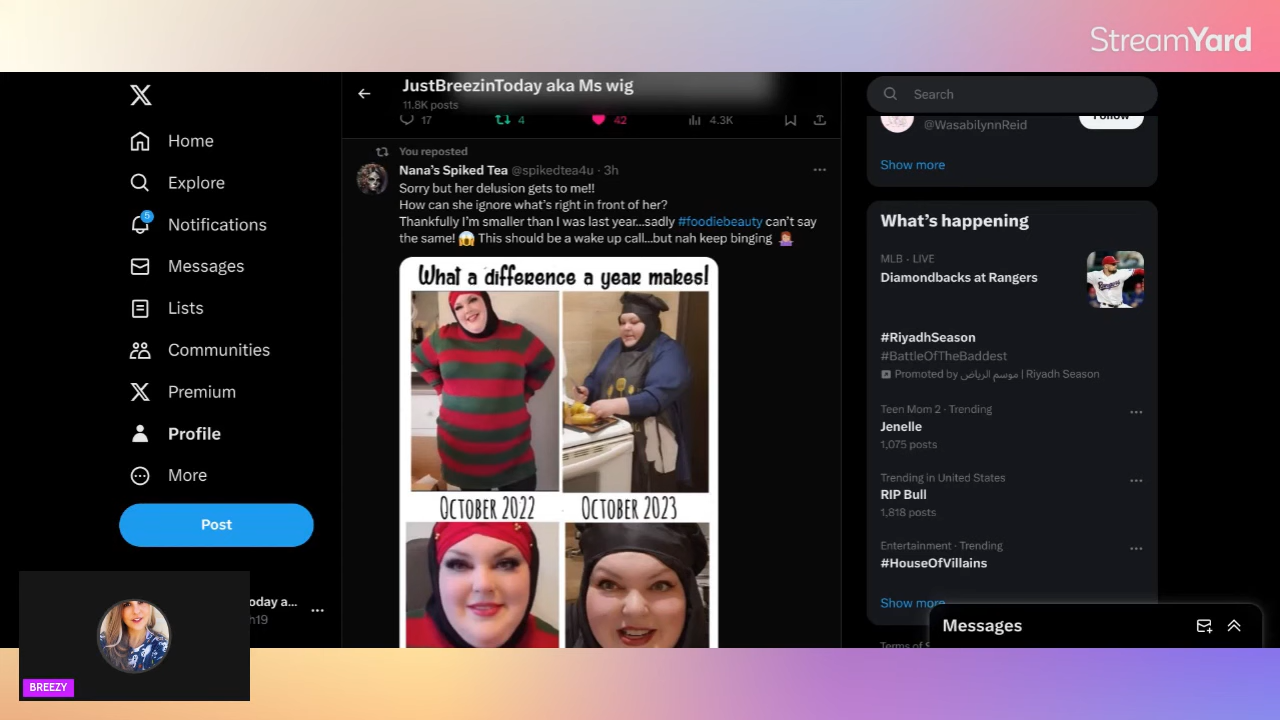 StreamYard
JustBreezinToday aka Ms wig
11.8K posts
17 4 42 4.3K
Home
Explore
5
Notifications
Messages
Lists
Communities
Premium
Profile
More
Post
oday a...
h19
BREEZY
You reposted
Nana's Spiked Tea @spikedtea4u · 3h
Sorry but her delusion gets to me!!
How can she ignore what's right in front of her?
Thankfully I'm smaller than I was last year...sadly #foodiebeauty can't say
the same! 😱 This should be a wake up call...but nah keep binging 🤷🏼‍♀️
What a difference a year makes!
OCTOBER 2022 OCTOBER 2023
Search
Follow
@WasabilynnReid
Show more
What's happening
MLB · LIVE
Diamondbacks at Rangers
#RiyadhSeason
#BattleOfTheBaddest
Promoted by موسم الرياض | Riyadh Season
Teen Mom 2 · Trending
Jenelle
1,075 posts
Trending in United States
RIP Bull
1,818 posts
Entertainment · Trending
#HouseOfVillains
Show more
Messages
Terms of S